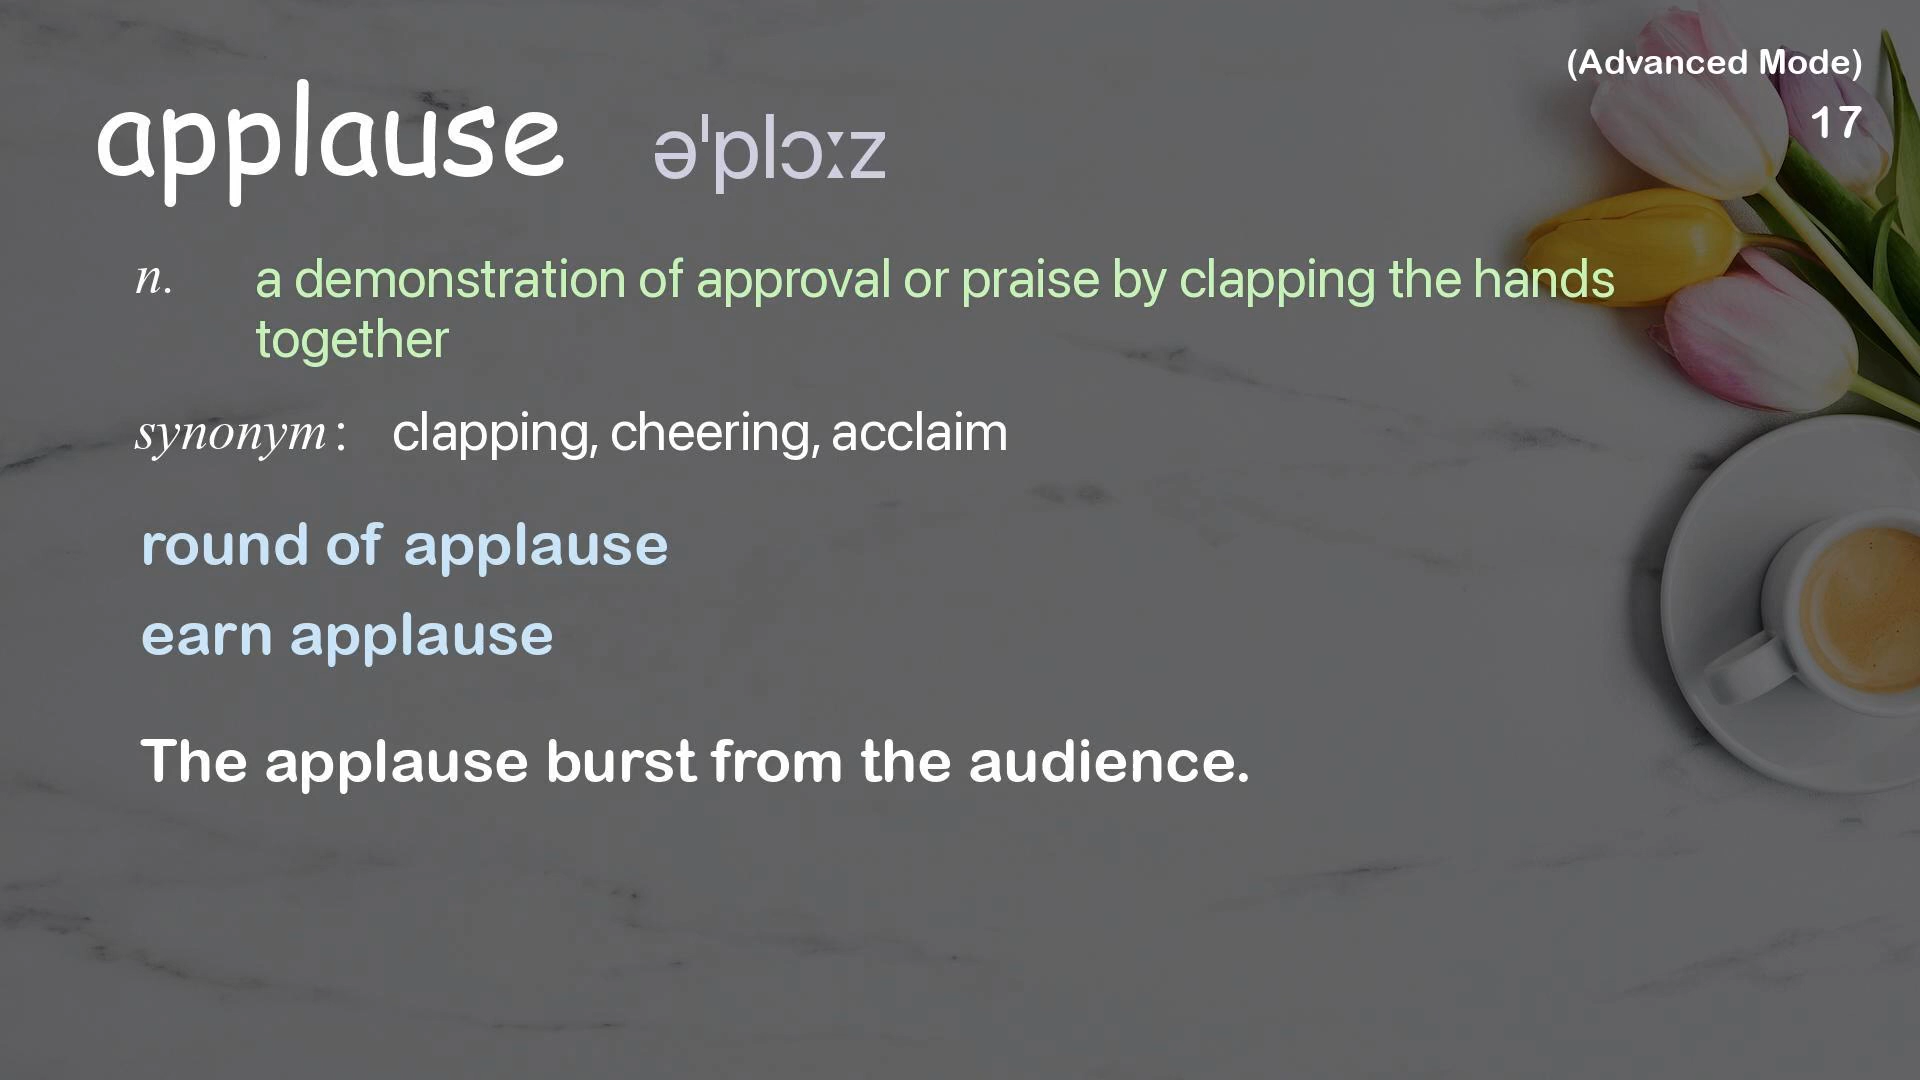 (Advanced Mode)
17
applause əˈplɔːz
n. a demonstration of approval or praise by clapping the hands
together
synonym: clapping, cheering, acclaim
round of applause
earn applause
The applause burst from the audience.